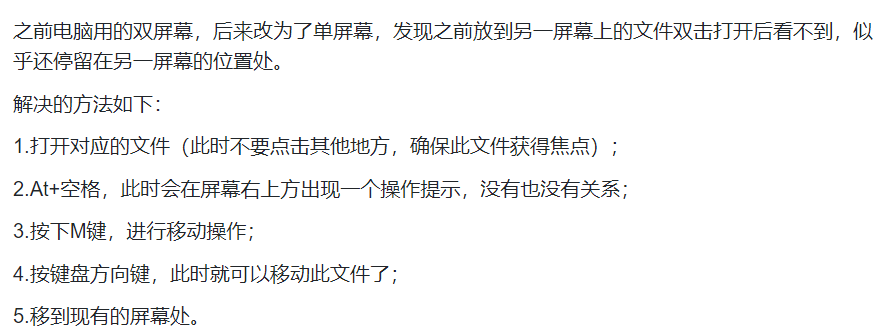 之前电脑用的双屏幕，后来改为了单屏幕，发现之前放到另一屏幕上的文件双击打开后看不到，似
乎还停留在另一屏幕的位置处。
解决的方法如下：
1.打开对应的文件（此时不要点击其他地方，确保此文件获得焦点）；
2.At+空格，此时会在屏幕右上方出现一个操作提示，没有也没有关系；
3.按下M键，进行移动操作；
4.按键盘方向键，此时就可以移动此文件了；
5.移到现有的屏幕处。